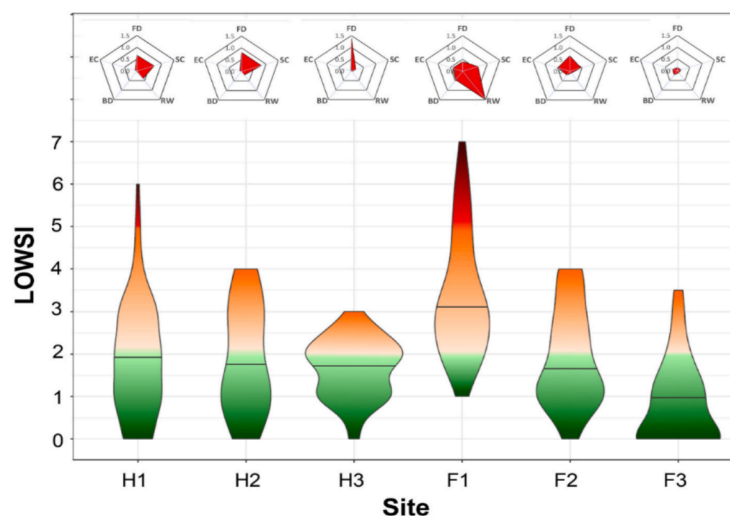 FD FD FD FD FD FD
1.5 1.5 1.5 1.5 1.5 1.5
EC 1.0 SC EC 1.0 SC EC 1.0 SC EC 1.0 SC EC 1.0 SC EC 1.0 SC
0.5 0.5 0.5 0.5 0.5 0.5
0.0 0.0 0.0 0.0 0.0 0.0
BD RW BD RW BD RW BD RW BD RW BD RW
7
6
5
4
3
2
1
0
LOWSI
H1 H2 H3 F1 F2 F3
Site